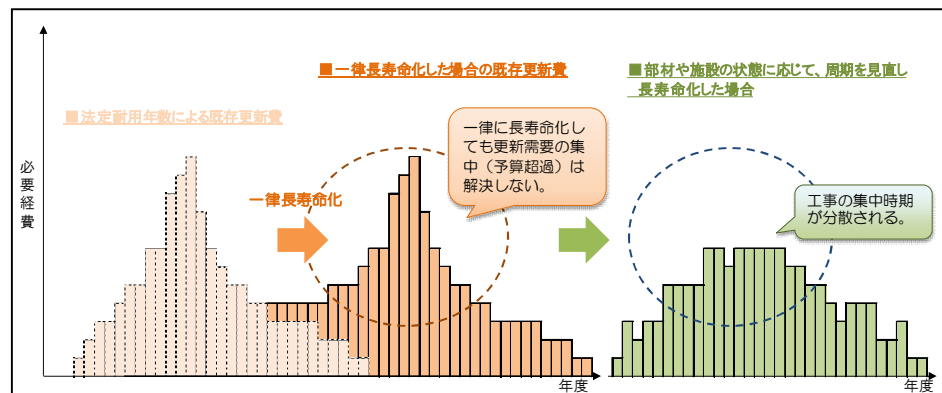 ■一律長寿命化した場合の既存更新費
■部材や施設の状態に応じて、周期を見直し
長寿命化した場合
■法定耐用年数による既存更新費
一律に長寿命化し
ても更新需要の集
中（予算超過）は
解決しない。
必要経費
一律長寿命化
工事の集中時期
が分散される。
年度
年度